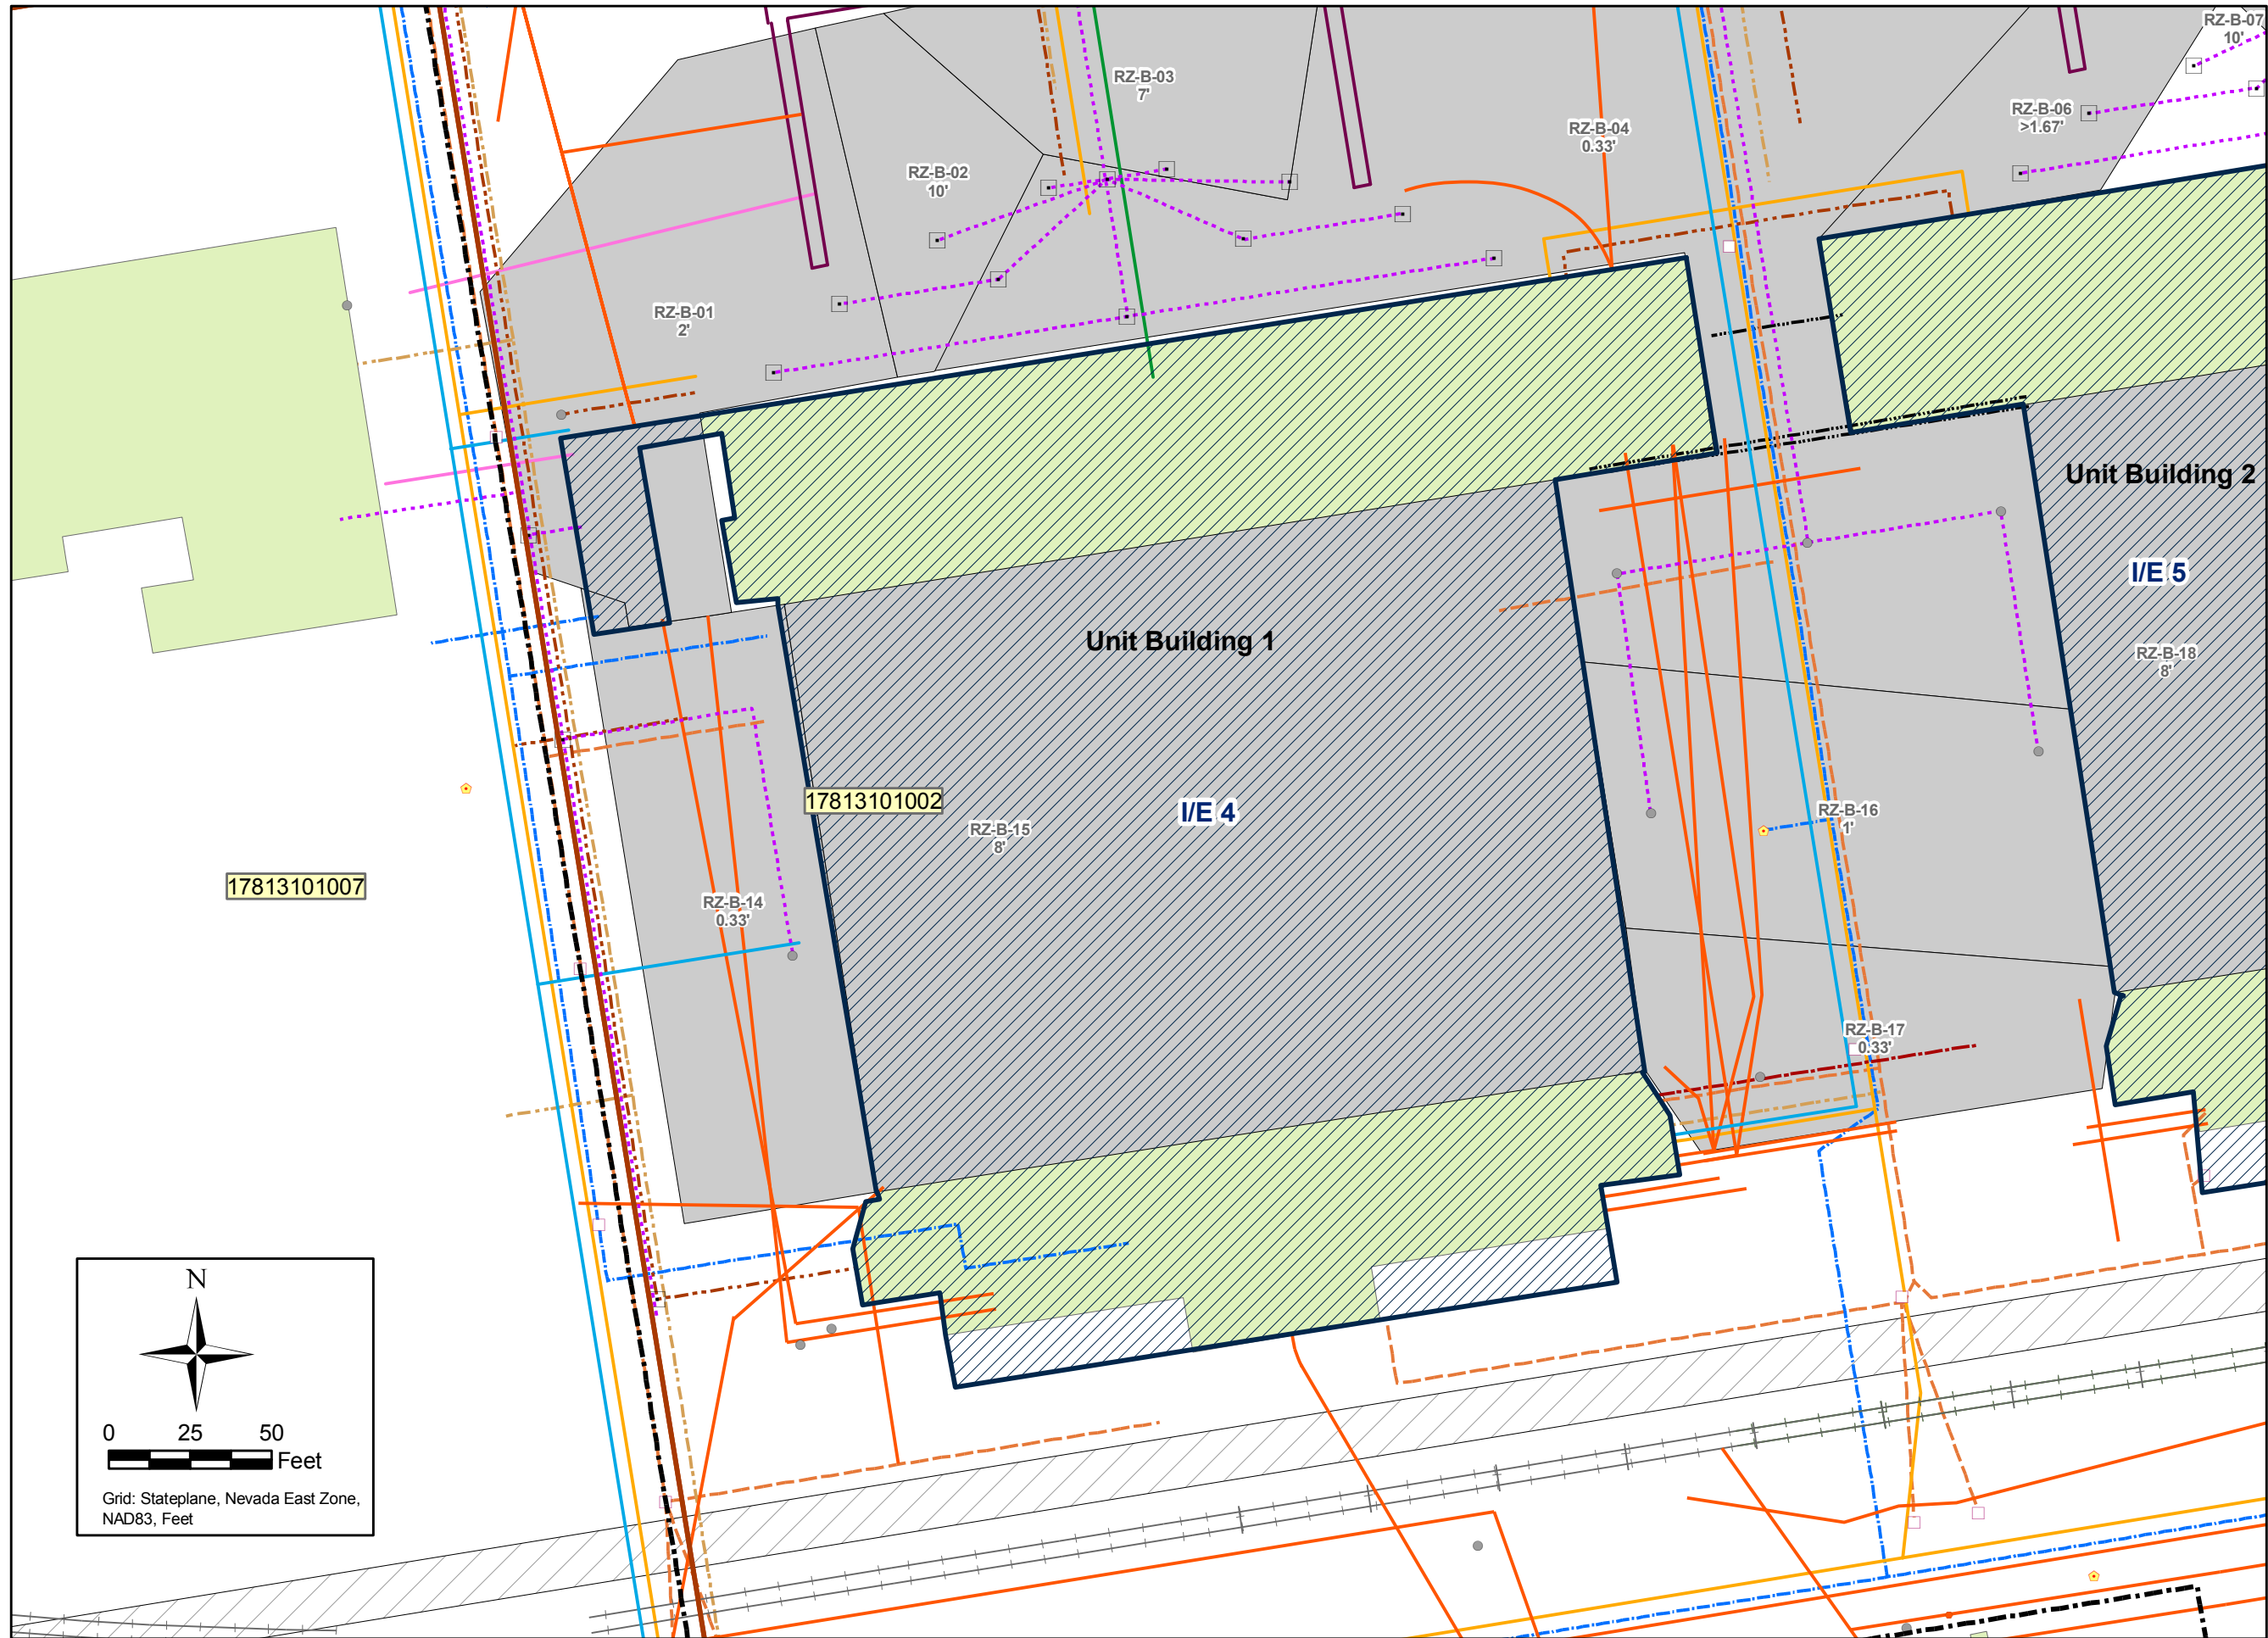 RZ-B-07
10'
RZ-B-03
7'
RZ-B-06
>1.67'
RZ-B-04
0.33'
RZ-B-02
10'
RZ-B-01
2'
Unit Building 2
I/E 5
Unit Building 1
RZ-B-18
8'
17813101002
I/E 4
RZ-B-16
1'
RZ-B-15
8'
17813101007
RZ-B-14
0.33'
RZ-B-17
0.33'
N
0 25 50
Feet
Grid: Stateplane, Nevada East Zone,
NAD83, Feet